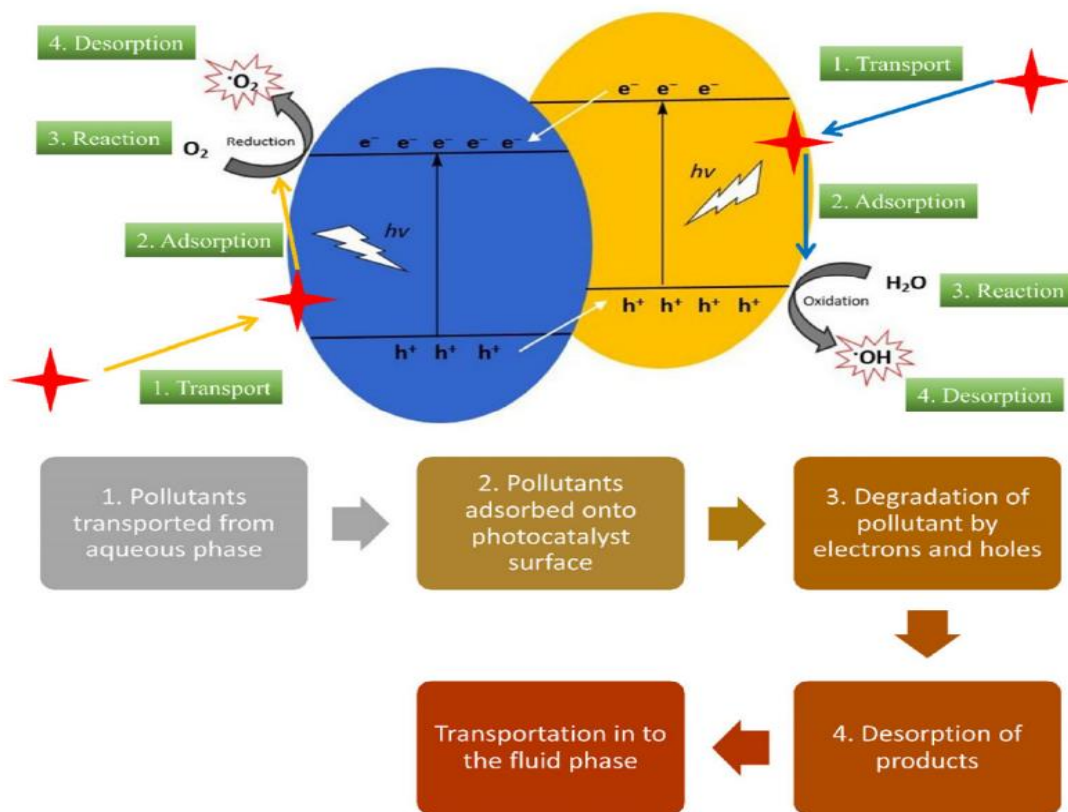 4. Desorption
·O₂
3. Reaction
O₂
Reduction
2. Adsorption
1. Transport
e⁻ e⁻ e⁻ e⁻ e⁻
hv
h⁺ h⁺ h⁺
e⁻ e⁻ e⁻
hv
h⁺ h⁺ h⁺ h⁺
1. Transport
2. Adsorption
H₂O
3. Reaction
Oxidation
·OH
4. Desorption
1. Pollutants
transported from
aqueous phase
2. Pollutants
adsorbed onto
photocatalyst
surface
3. Degradation of
pollutant by
electrons and holes
4. Desorption of
products
Transportation in to
the fluid phase